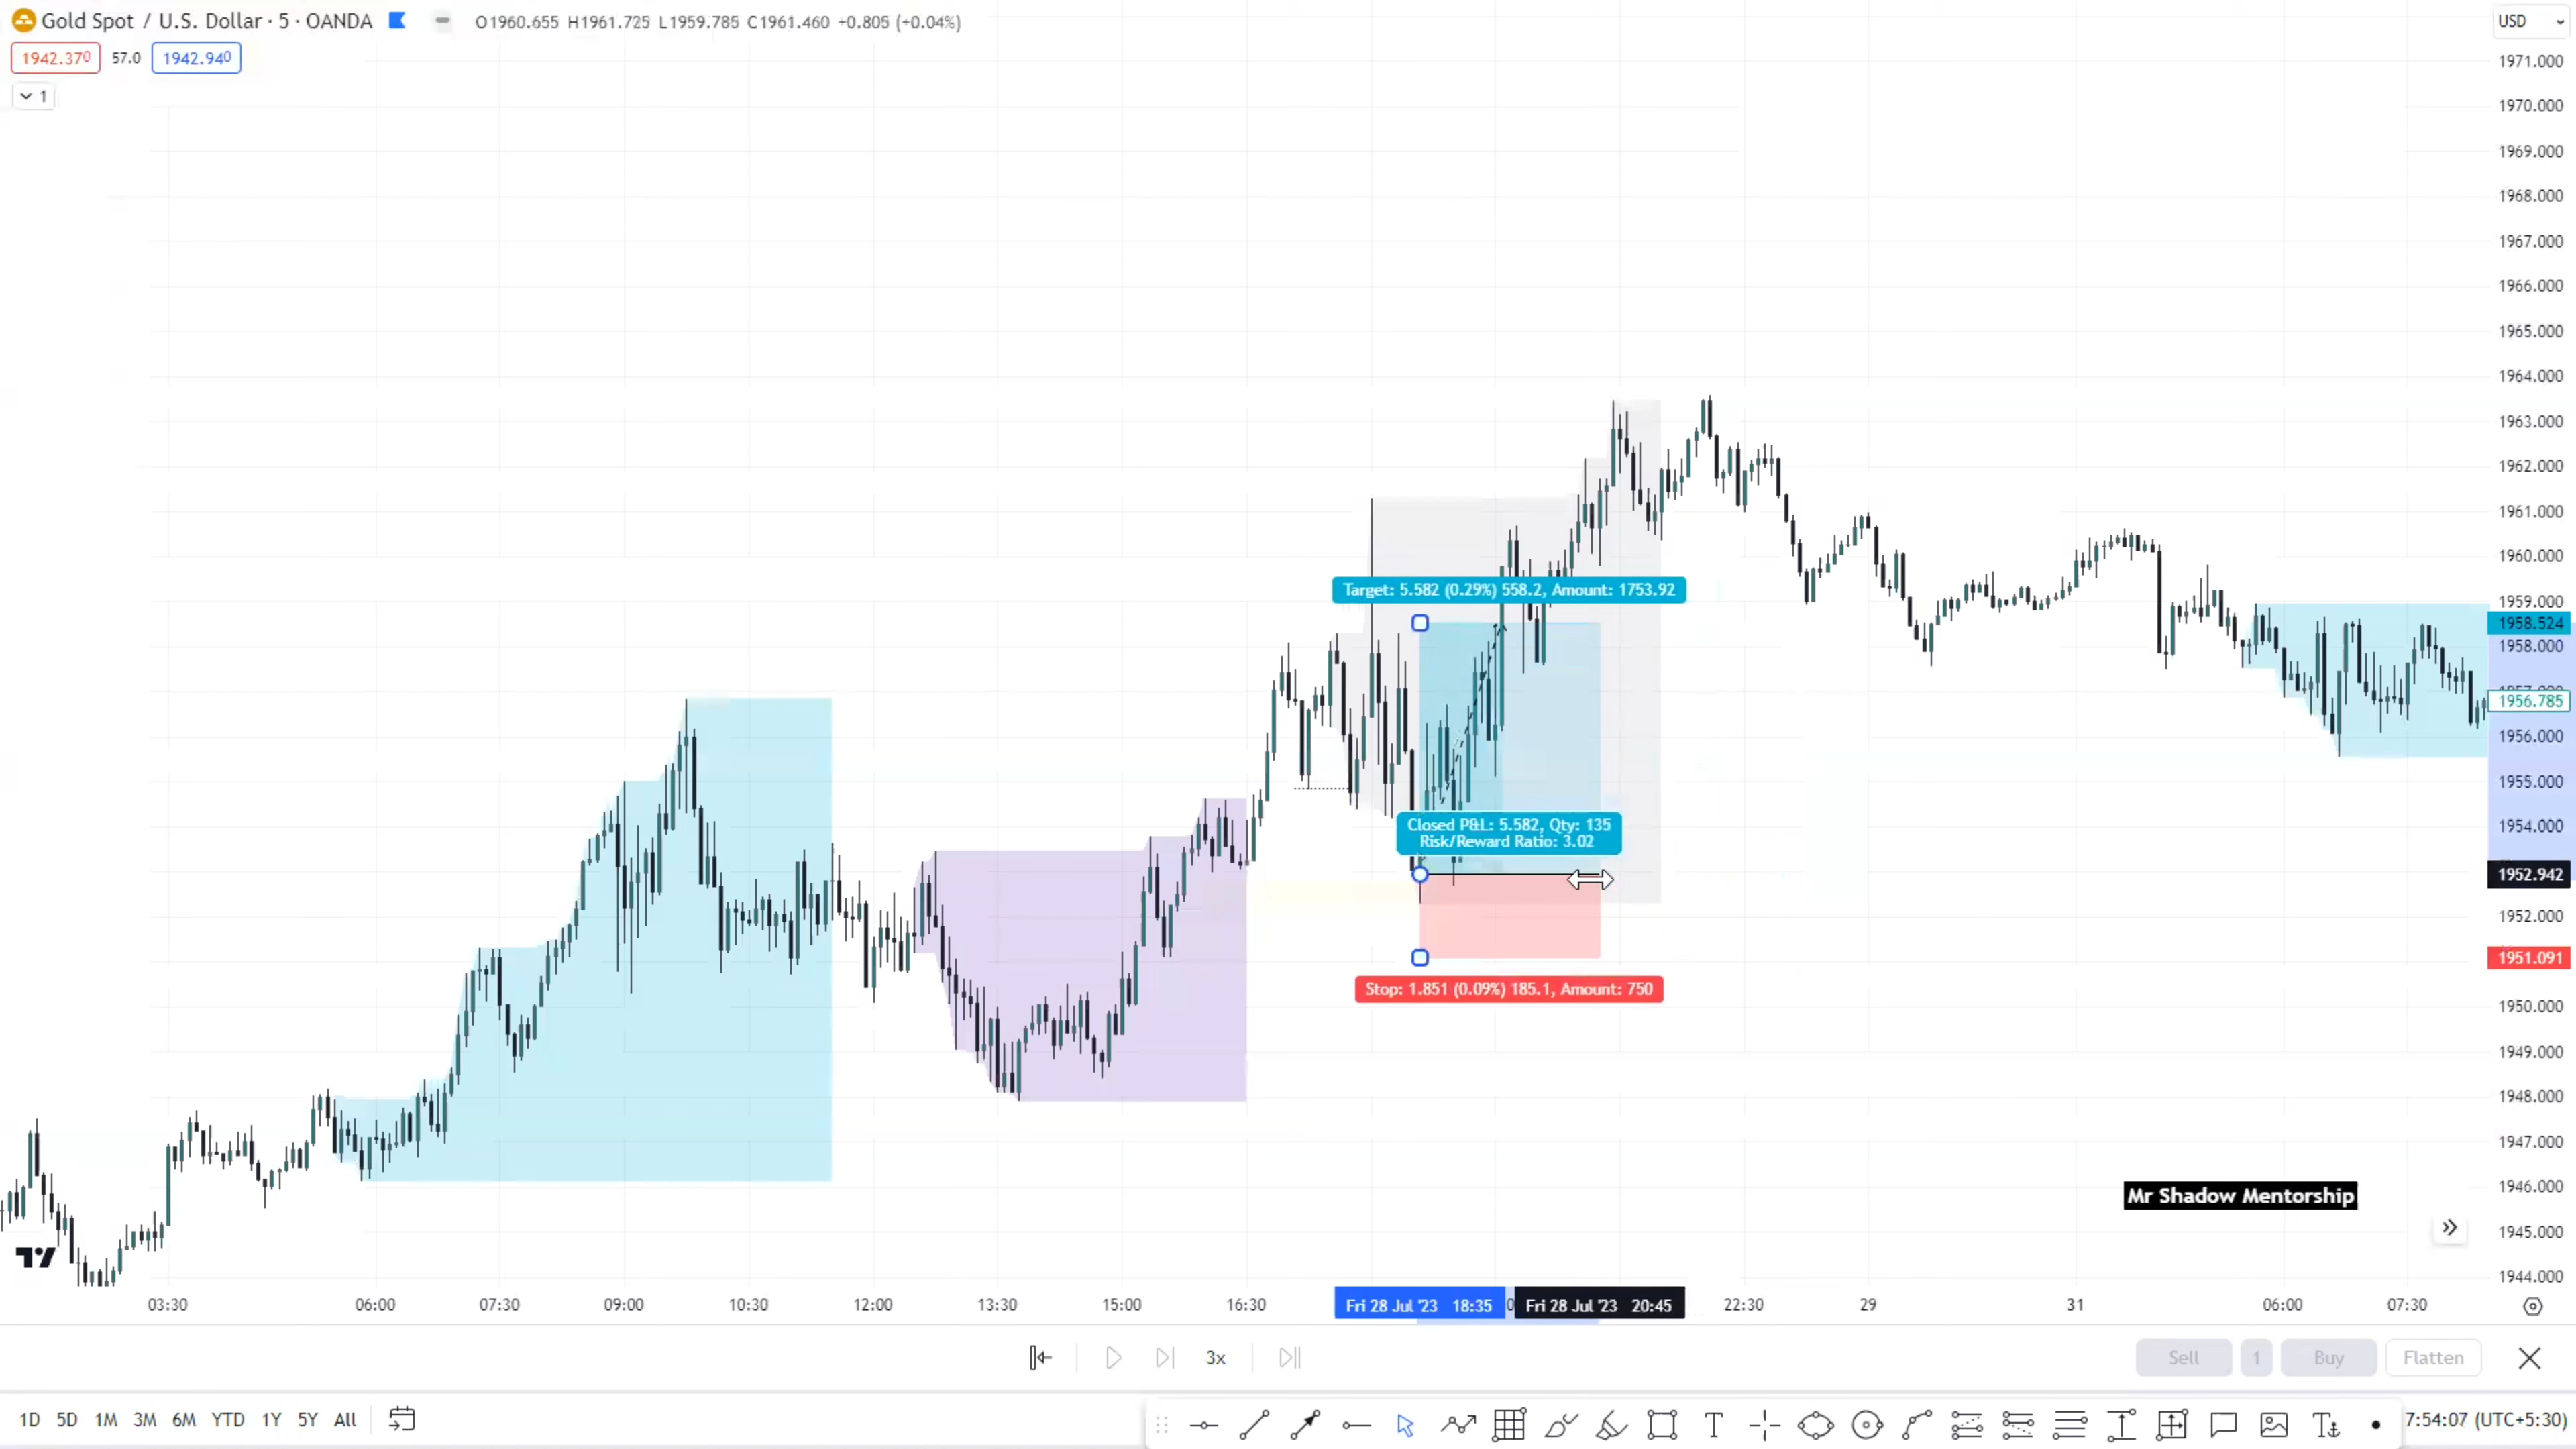 Gold Spot / U.S. Dollar · 5 · OANDA
O1960.655 H1961.725 L1959.785 C1961.460 +0.805 (+0.04%)
USD
1942.370 57.0 1942.940
1
1971.000
1970.000
1969.000
1968.000
1967.000
1966.000
1965.000
1964.000
1963.000
1962.000
1961.000
1960.000
1959.000
1958.524
1958.000
1956.785
1956.000
1955.000
1954.000
1952.942
1952.000
1951.091
1950.000
1949.000
1948.000
1947.000
1946.000
1945.000
1944.000
Target: 5.582 (0.29%) 558.2, Amount: 1753.92
Closed P&L: 5.582, Qty: 135
Risk/Reward Ratio: 3.02
Stop: 1.851 (0.09%) 185.1, Amount: 750
Mr Shadow Mentorship
03:30 06:00 07:30 09:00 10:30 12:00 13:30 15:00 16:30 Fri 28 Jul '23 18:35 Fri 28 Jul '23 20:45 22:30 29 31 06:00 07:30
3x
Sell 1 Buy Flatten
1D 5D 1M 3M 6M YTD 1Y 5Y All
7:54:07 (UTC+5:30)